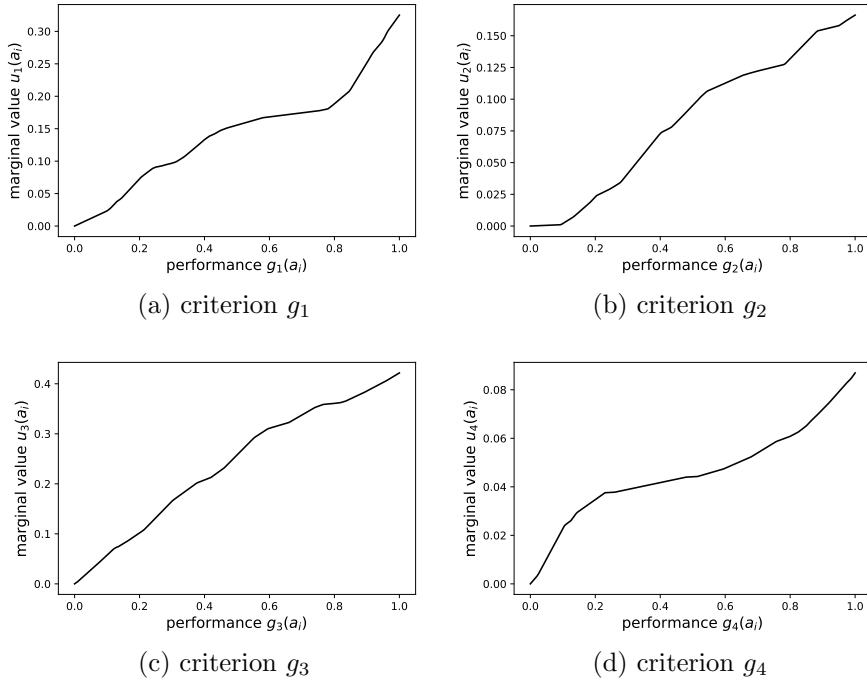 0.30
0.25
0.20
0.15
0.10
0.05
0.00
marginal value u₁(aᵢ)
0.0 0.2 0.4 0.6 0.8 1.0
performance g₁(aᵢ)
(a) criterion g₁
0.150
0.125
0.100
0.075
0.050
0.025
0.000
marginal value u₂(aᵢ)
0.0 0.2 0.4 0.6 0.8 1.0
performance g₂(aᵢ)
(b) criterion g₂
0.4
0.3
0.2
0.1
0.0
marginal value u₃(aᵢ)
0.0 0.2 0.4 0.6 0.8 1.0
performance g₃(aᵢ)
(c) criterion g₃
0.08
0.06
0.04
0.02
0.00
marginal value u₄(aᵢ)
0.0 0.2 0.4 0.6 0.8 1.0
performance g₄(aᵢ)
(d) criterion g₄